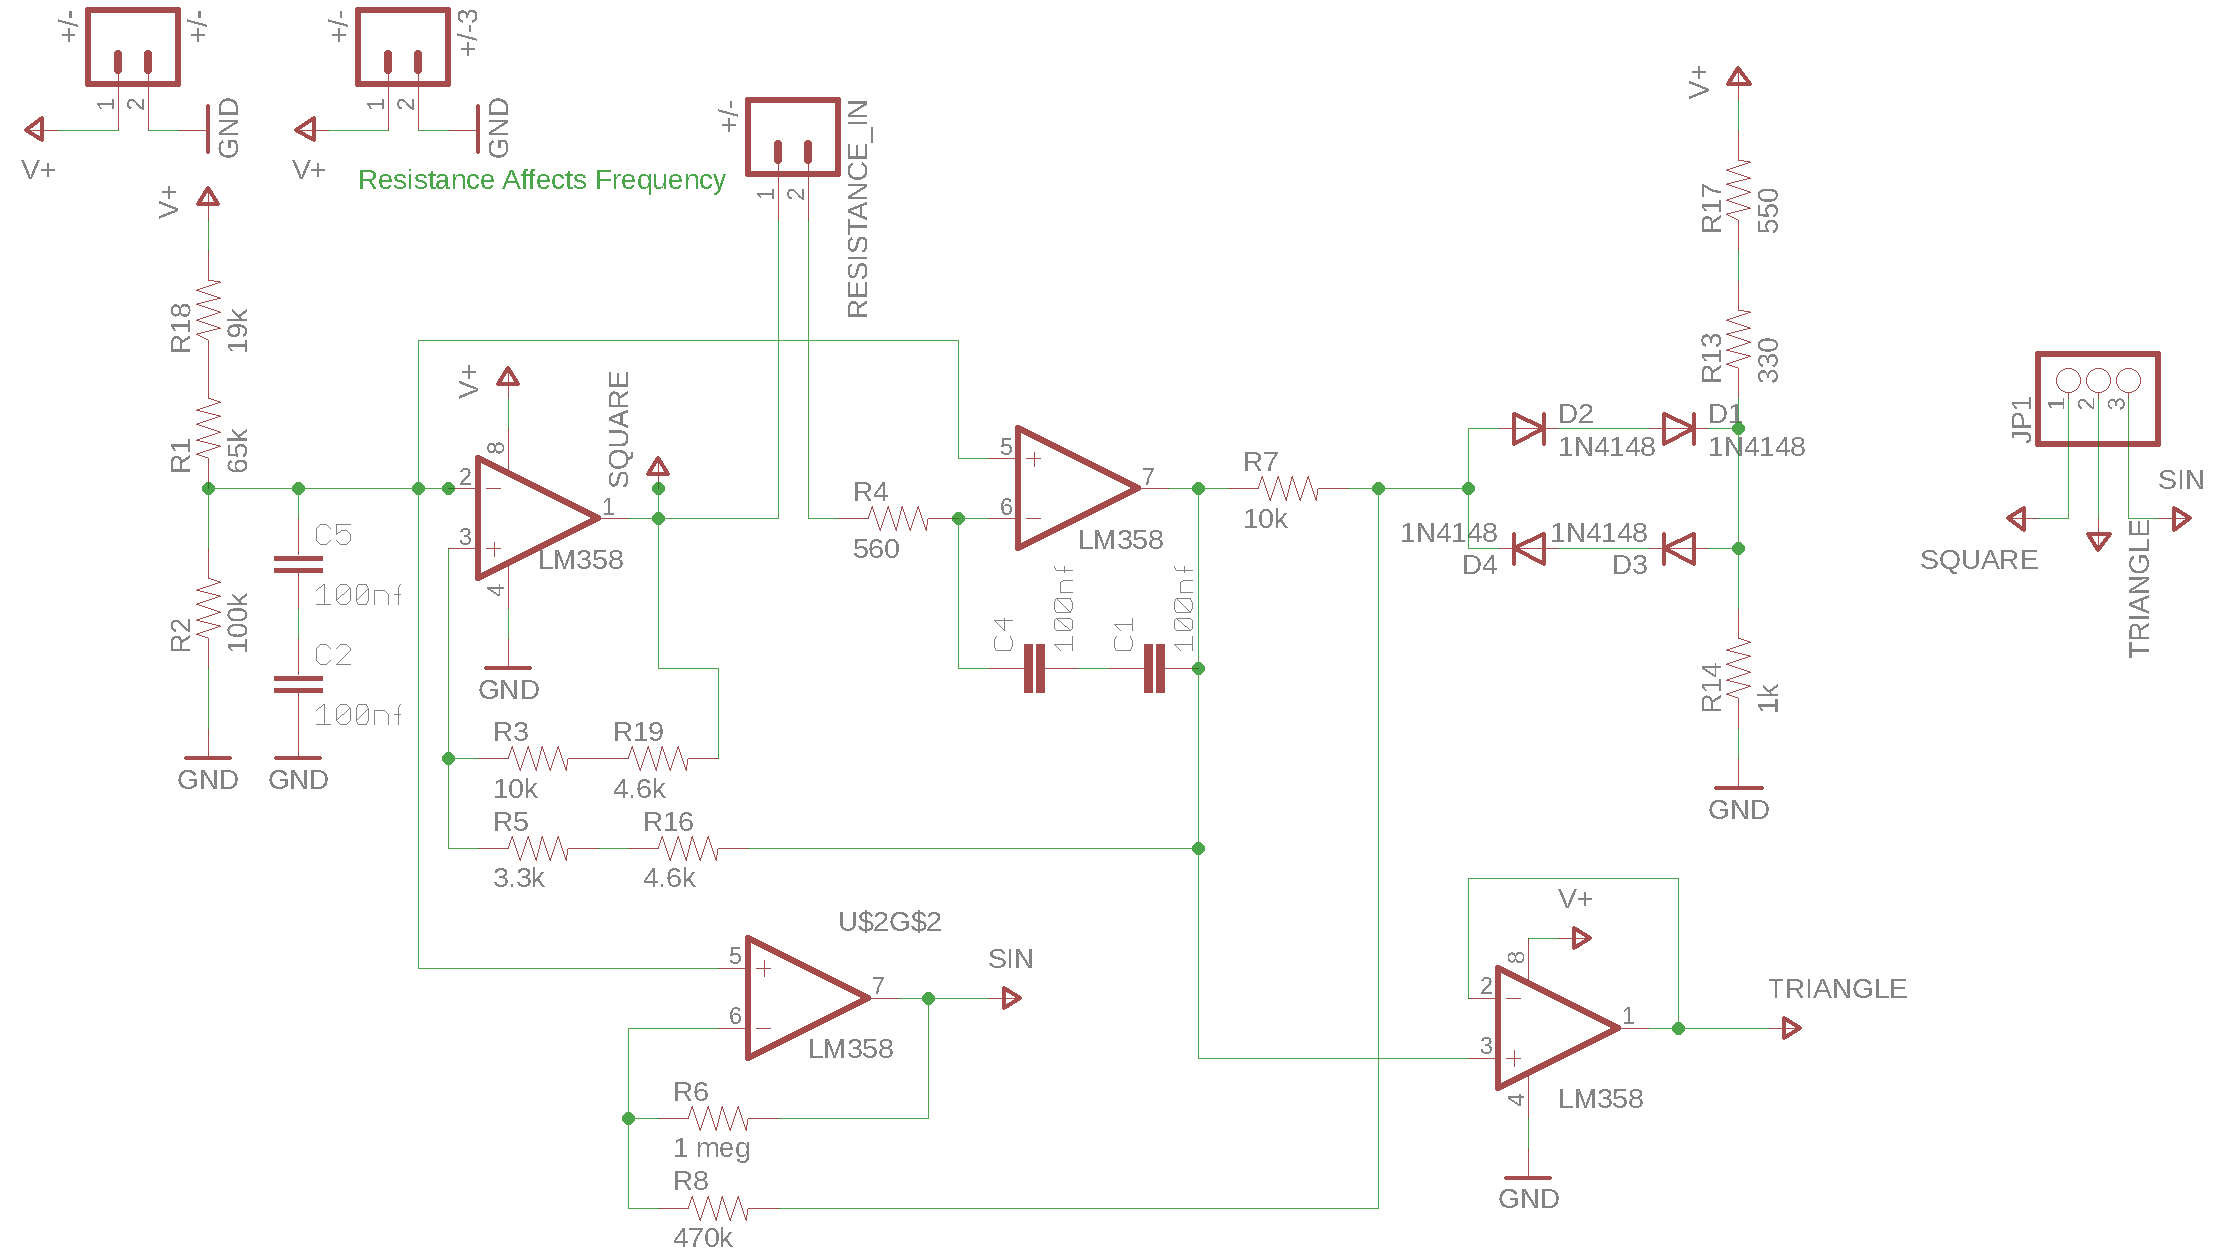 +/-
+/-
1
2
V+
GND
+/-
+/-3
1
2
V+
GND
Resistance Affects Frequency
+/-
RESISTANCE_IN
1
2
V+
R18
19k
R1
65k
R2
100k
GND
C5
100nf
C2
100nf
GND
V+
8
2
3
1
4
LM358
GND
SQUARE
R3
10k
R19
4.6k
R5
3.3k
R16
4.6k
R4
560
5
6
7
LM358
C4
100nf
C1
100nf
R7
10k
V+
R17
550
R13
330
D2
1N4148
D1
1N4148
1N4148
D4
1N4148
D3
R14
1k
GND
JP1
1
2
3
SIN
SQUARE
TRIANGLE
U$2G$2
5
6
7
LM358
SIN
R6
1 meg
R8
470k
V+
8
2
3
1
4
LM358
GND
TRIANGLE